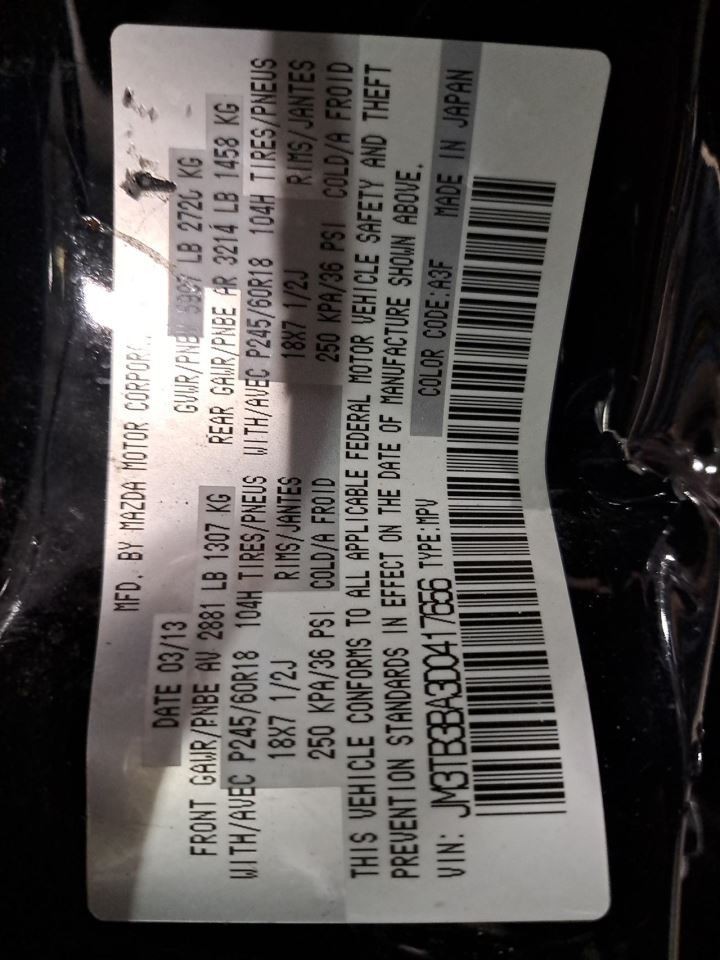 MFD. BY MAZDA MOTOR
DATE 03/13 LB 2720 KG
FRONT GAWR/PNBE AV 2881 LB 1307 KG REAR GAWR/PNBE AR 3214 LB 1458 KG
WITH/AVEC P245/60R18 104H TIRES/PNEUS WITH/AVEC P245/60R18 104H TIRES/PNEUS
18X7 1/2J RIMS/JANTES 18X7 1/2J RIMS/JANTES
250 KPA/36 PSI COLD/A FROID 250 KPA/36 PSI COLD/A FROID
THIS VEHICLE CONFORMS TO ALL APPLICABLE FEDERAL MOTOR VEHICLE SAFETY AND THEFT
PREVENTION STANDARDS IN EFFECT ON THE DATE OF MANUFACTURE SHOWN ABOVE.
VIN: JM3TB3BA3D0417656 TYPE:MPV COLOR CODE:A3F MADE IN JAPAN